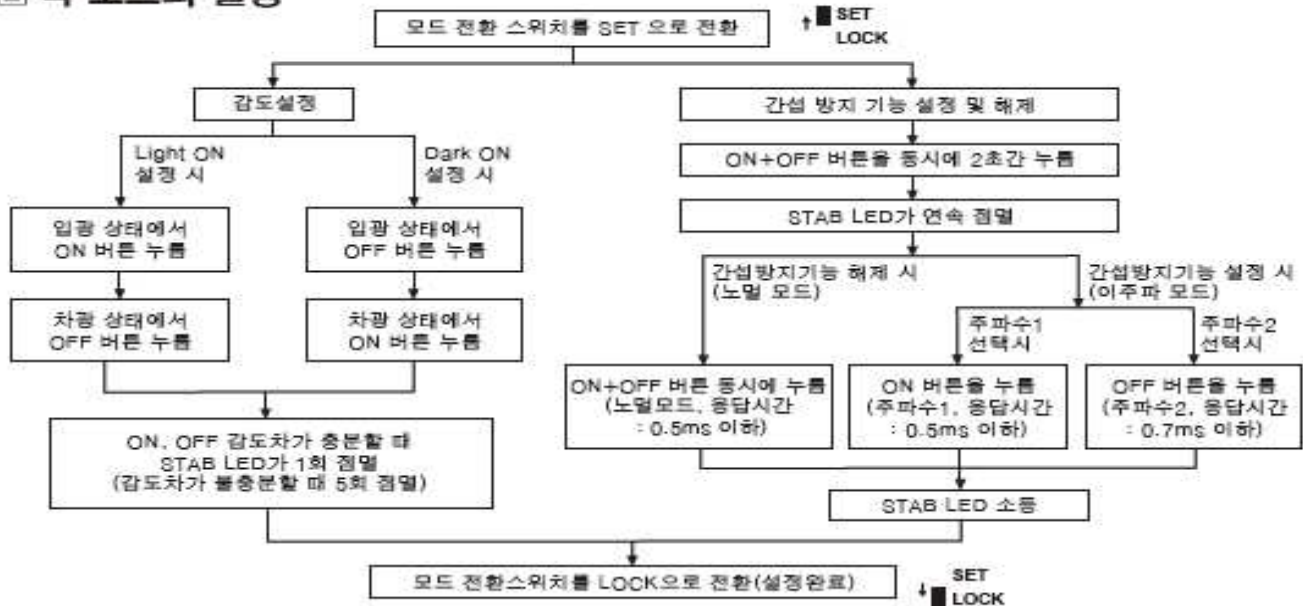 모드 전환 스위치를 SET 으로 전환
SET
LOCK
감도설정
Light ON
설정 시
Dark ON
설정 시
입광 상태에서
ON 버튼 누름
입광 상태에서
OFF 버튼 누름
차광 상태에서
OFF 버튼 누름
차광 상태에서
ON 버튼 누름
ON, OFF 감도차가 충분할 때
STAB LED가 1회 점멸
(감도차가 불충분할 때 5회 점멸)
간섭 방지 기능 설정 및 해제
ON+OFF 버튼을 동시에 2초간 누름
STAB LED가 연속 점멸
간섭방지기능 해제 시
(노멀 모드)
간섭방지기능 설정 시
(이주파 모드)
주파수1
선택시
주파수2
선택시
ON+OFF 버튼 동시에 누름
(노멀모드, 응답시간
: 0.5ms 이하)
ON 버튼을 누름
(주파수1, 응답시간
: 0.5ms 이하)
OFF 버튼을 누름
(주파수2, 응답시간
: 0.7ms 이하)
STAB LED 소등
모드 전환스위치를 LOCK으로 전환(설정완료)
SET
LOCK